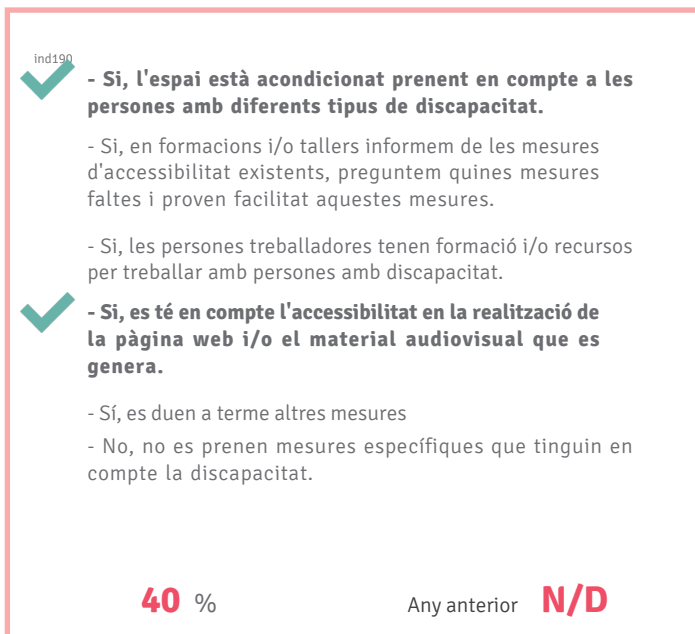 ind190
- Si, l'espai està acondicionat prenent en compte a les
persones amb diferents tipus de discapacitat.
- Si, en formacions i/o tallers informem de les mesures
d'accessibilitat existents, preguntem quines mesures
faltes i proven facilitat aquestes mesures.
- Si, les persones treballadores tenen formació i/o recursos
per treballar amb persones amb discapacitat.
- Si, es té en compte l'accessibilitat en la realització de
la pàgina web i/o el material audiovisual que es
genera.
- Sí, es duen a terme altres mesures
- No, no es prenen mesures específiques que tinguin en
compte la discapacitat.
40 % Any anterior N/D